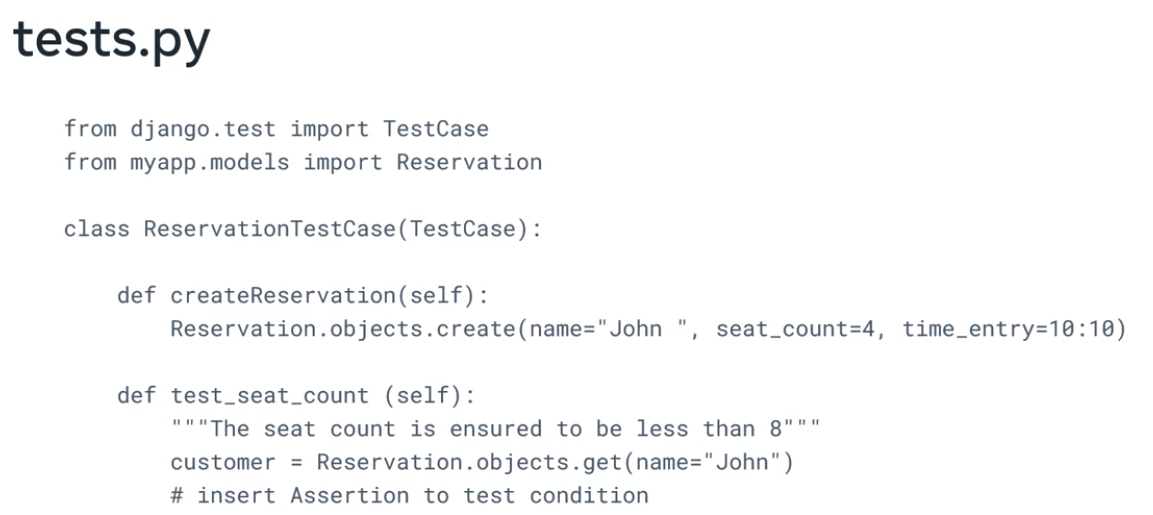 tests.py
from django.test import TestCase
from myapp.models import Reservation
class ReservationTestCase(TestCase):
def createReservation(self):
Reservation.objects.create(name="John ", seat_count=4, time_entry=10:10)
def test_seat_count (self):
"""The seat count is ensured to be less than 8"""
customer = Reservation.objects.get(name="John")
# insert Assertion to test condition